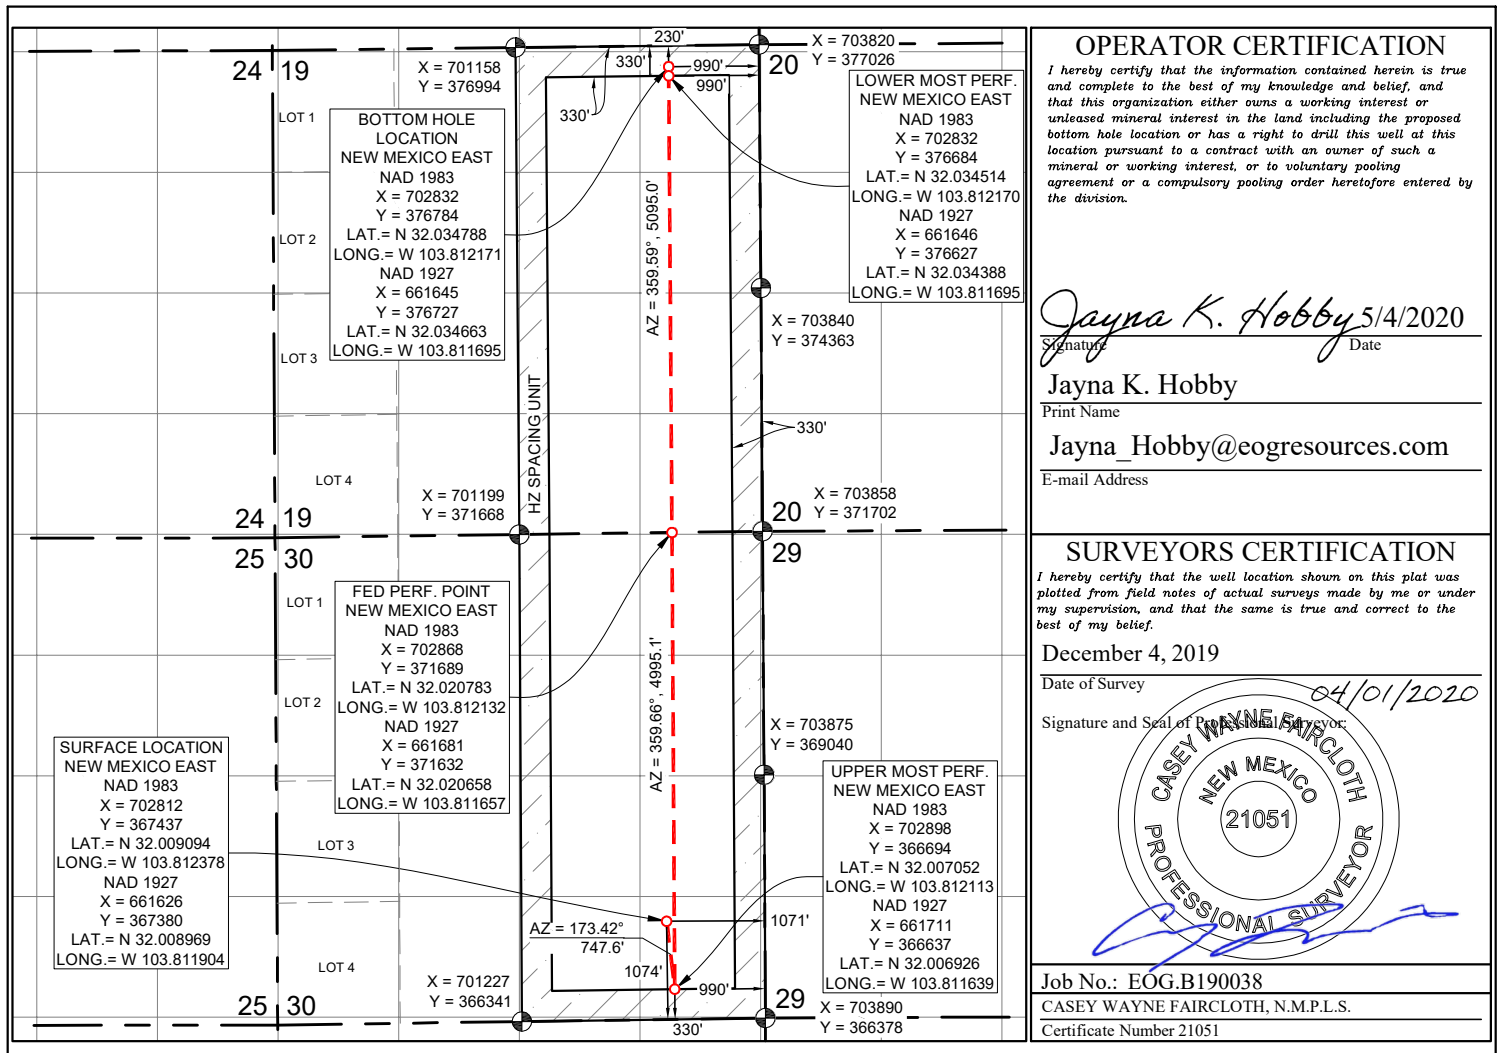 24
19
LOT 1
LOT 2
LOT 3
LOT 4
24
19
25
30
LOT 1
LOT 2
LOT 3
LOT 4
25
30
X = 701158
Y = 376994
BOTTOM HOLE
LOCATION
NEW MEXICO EAST
NAD 1983
X = 702832
Y = 376784
LAT.= N 32.034788
LONG.= W 103.812171
NAD 1927
X = 661645
Y = 376727
LAT.= N 32.034663
LONG.= W 103.811695
230'
330'
990'
990'
330'
X = 703820
Y = 377026
20
LOWER MOST PERF.
NEW MEXICO EAST
NAD 1983
X = 702832
Y = 376684
LAT.= N 32.034514
LONG.= W 103.812170
NAD 1927
X = 661646
Y = 376627
LAT.= N 32.034388
LONG.= W 103.811695
AZ = 359.59°, 5095.0'
X = 703840
Y = 374363
HZ SPACING UNIT
330'
X = 701199
Y = 371668
X = 703858
Y = 371702
20
29
FED PERF. POINT
NEW MEXICO EAST
NAD 1983
X = 702868
Y = 371689
LAT.= N 32.020783
LONG.= W 103.812132
NAD 1927
X = 661681
Y = 371632
LAT.= N 32.020658
LONG.= W 103.811657
AZ = 359.66°, 4995.1'
X = 703875
Y = 369040
SURFACE LOCATION
NEW MEXICO EAST
NAD 1983
X = 702812
Y = 367437
LAT.= N 32.009094
LONG.= W 103.812378
NAD 1927
X = 661626
Y = 367380
LAT.= N 32.008969
LONG.= W 103.811904
UPPER MOST PERF.
NEW MEXICO EAST
NAD 1983
X = 702898
Y = 366694
LAT.= N 32.007052
LONG.= W 103.812113
NAD 1927
X = 661711
Y = 366637
LAT.= N 32.006926
LONG.= W 103.811639
AZ = 173.42°
747.6'
1071'
1074'
990'
330'
X = 701227
Y = 366341
29
X = 703890
Y = 366378
OPERATOR CERTIFICATION
I hereby certify that the information contained herein is true
and complete to the best of my knowledge and belief, and
that this organization either owns a working interest or
unleased mineral interest in the land including the proposed
bottom hole location or has a right to drill this well at this
location pursuant to a contract with an owner of such a
mineral or working interest, or to voluntary pooling
agreement or a compulsory pooling order heretofore entered by
the division.
Jayna K. Hobby 5/4/2020
Signature Date
Jayna K. Hobby
Print Name
Jayna_Hobby@eogresources.com
E-mail Address
SURVEYORS CERTIFICATION
I hereby certify that the well location shown on this plat was
plotted from field notes of actual surveys made by me or under
my supervision, and that the same is true and correct to the
best of my belief.
December 4, 2019
Date of Survey
04/01/2020
Signature and Seal of Professional Surveyor:
CASEY WAYNE FAIRCLOTH
NEW MEXICO
21051
PROFESSIONAL SURVEYOR
Job No.: EOG.B190038
CASEY WAYNE FAIRCLOTH, N.M.P.L.S.
Certificate Number 21051